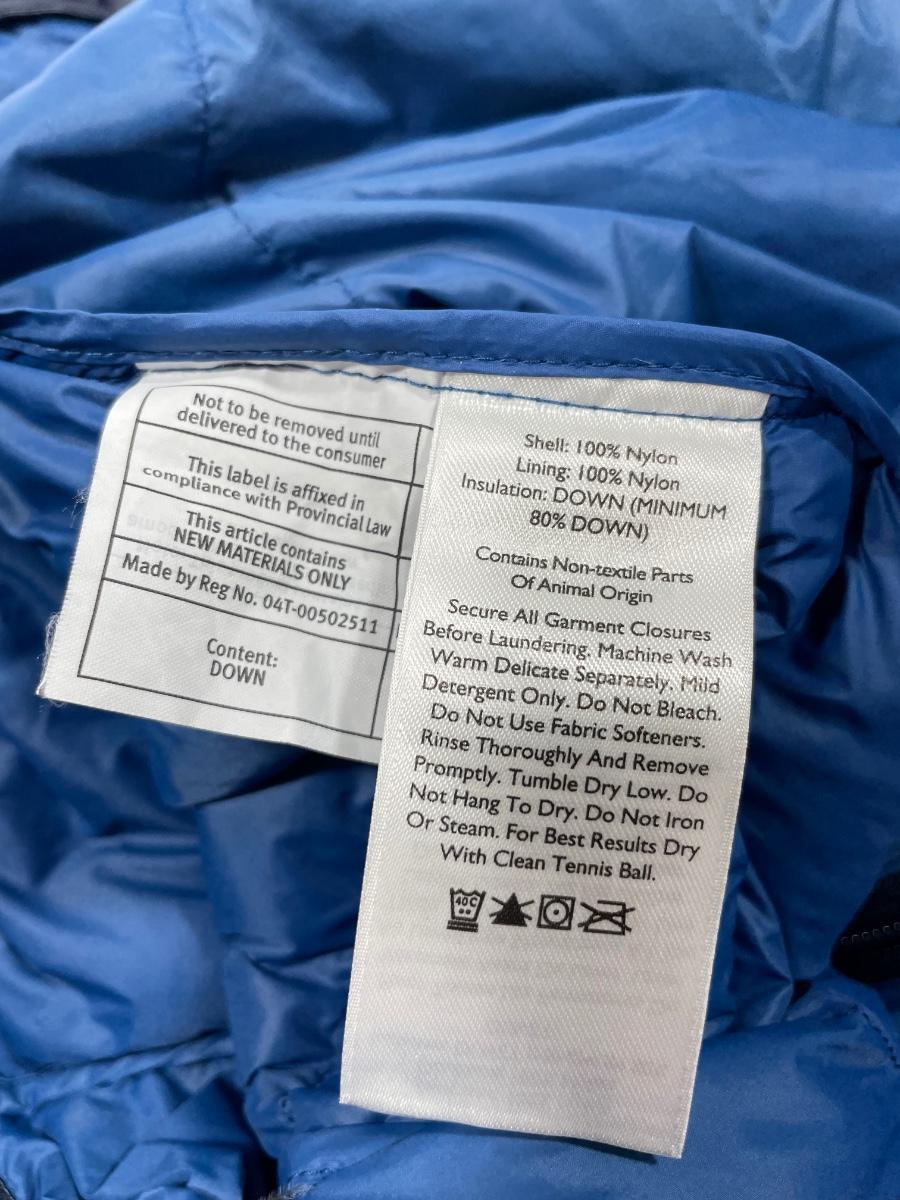 Not to be removed until
delivered to the consumer
This label is affixed in
compliance with Provincial Law
This article contains
NEW MATERIALS ONLY
Made by Reg No. 04T-00502511
Content:
DOWN
Shell: 100% Nylon
Lining: 100% Nylon
Insulation: DOWN (MINIMUM
80% DOWN)
Contains Non-textile Parts
Of Animal Origin
Secure All Garment Closures
Before Laundering. Machine Wash
Warm Delicate Separately. Mild
Detergent Only. Do Not Bleach.
Do Not Use Fabric Softeners.
Rinse Thoroughly And Remove
Promptly. Tumble Dry Low. Do
Not Hang To Dry. Do Not Iron
Or Steam. For Best Results Dry
With Clean Tennis Ball.
40C